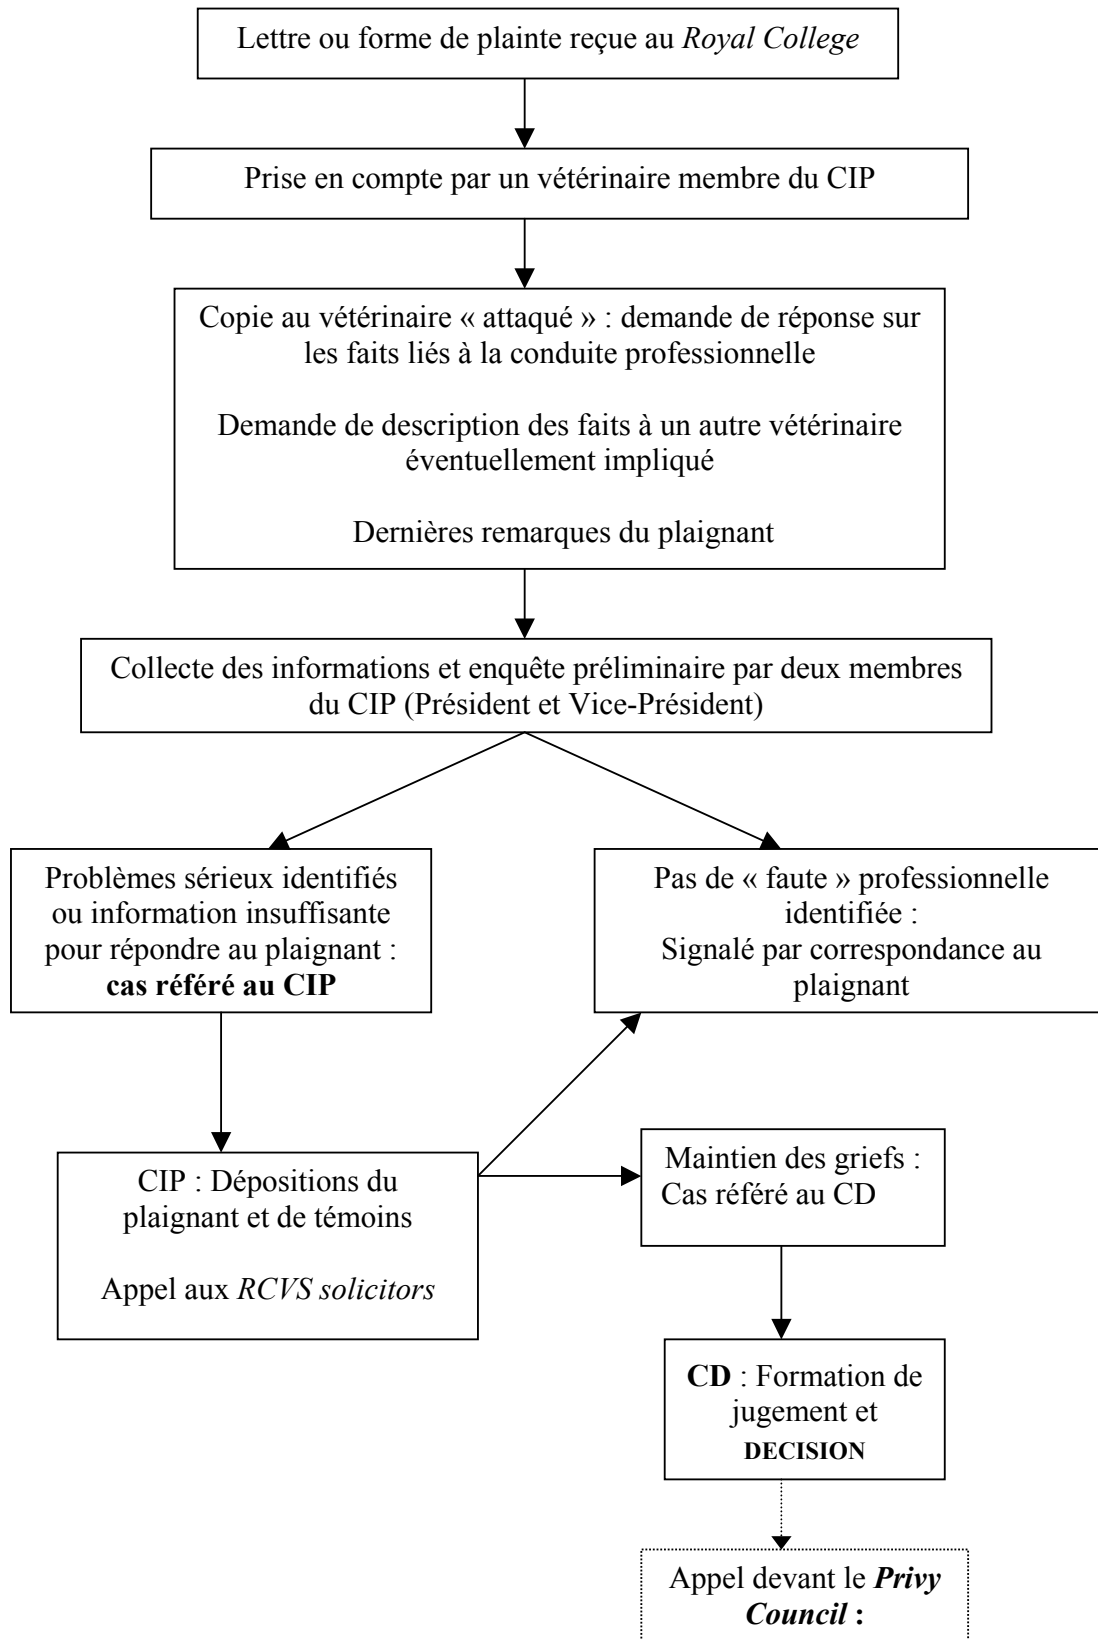 Lettre ou forme de plainte reçue au Royal College
Prise en compte par un vétérinaire membre du CIP
Copie au vétérinaire « attaqué » : demande de réponse sur
les faits liés à la conduite professionnelle
Demande de description des faits à un autre vétérinaire
éventuellement impliqué
Dernières remarques du plaignant
Collecte des informations et enquête préliminaire par deux membres
du CIP (Président et Vice-Président)
Problèmes sérieux identifiés
ou information insuffisante
pour répondre au plaignant :
cas référé au CIP
Pas de « faute » professionnelle
identifiée :
Signalé par correspondance au
plaignant
CIP : Dépositions du
plaignant et de témoins
Appel aux RCVS solicitors
Maintien des griefs :
Cas référé au CD
CD : Formation de
jugement et
DECISION
Appel devant le Privy
Council :